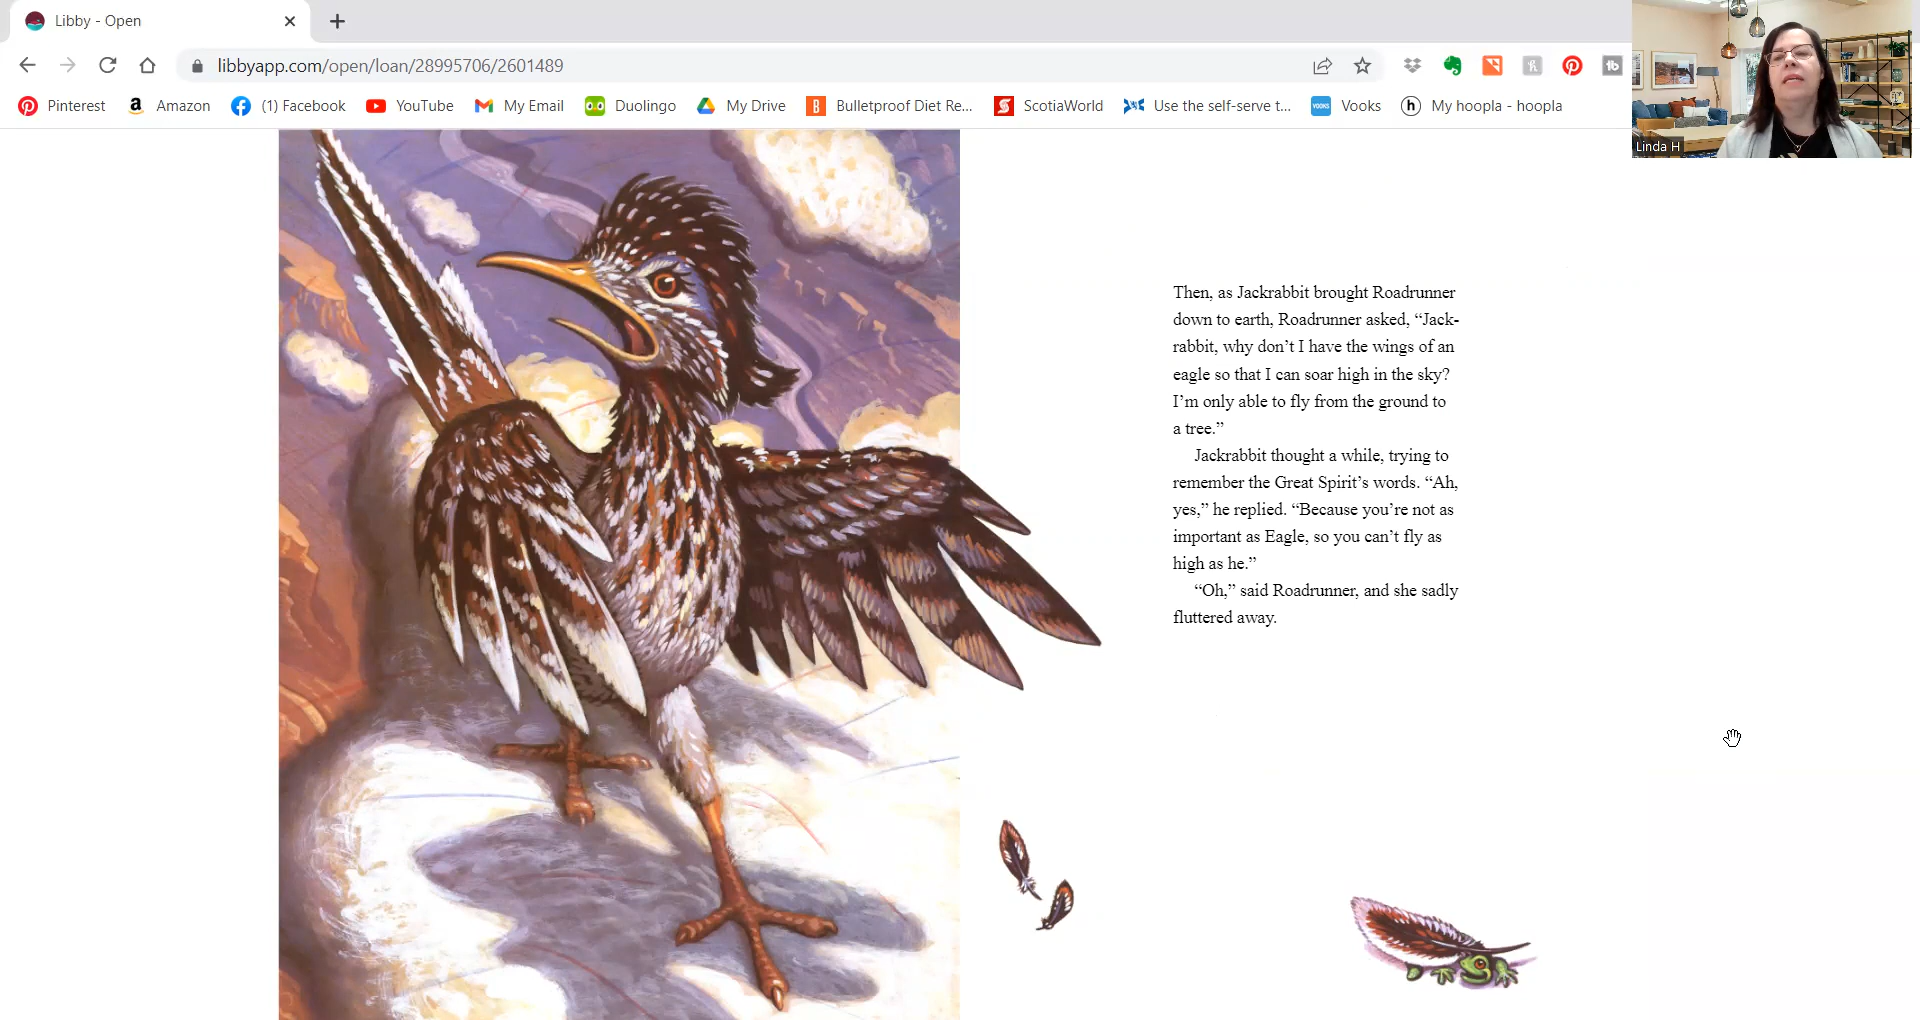 Libby - Open
libbyapp.com/open/loan/28995706/2601489
Pinterest
Amazon
(1) Facebook
YouTube
My Email
Duolingo
My Drive
Bulletproof Diet Re...
ScotiaWorld
Use the self-serve t...
Vooks
My hoopla - hoopla
Linda H
Then, as Jackrabbit brought Roadrunner
down to earth, Roadrunner asked, “Jack-
rabbit, why don’t I have the wings of an
eagle so that I can soar high in the sky?
I’m only able to fly from the ground to
a tree.”
Jackrabbit thought a while, trying to
remember the Great Spirit’s words. “Ah,
yes,” he replied. “Because you’re not as
important as Eagle, so you can’t fly as
high as he.”
“Oh,” said Roadrunner, and she sadly
fluttered away.